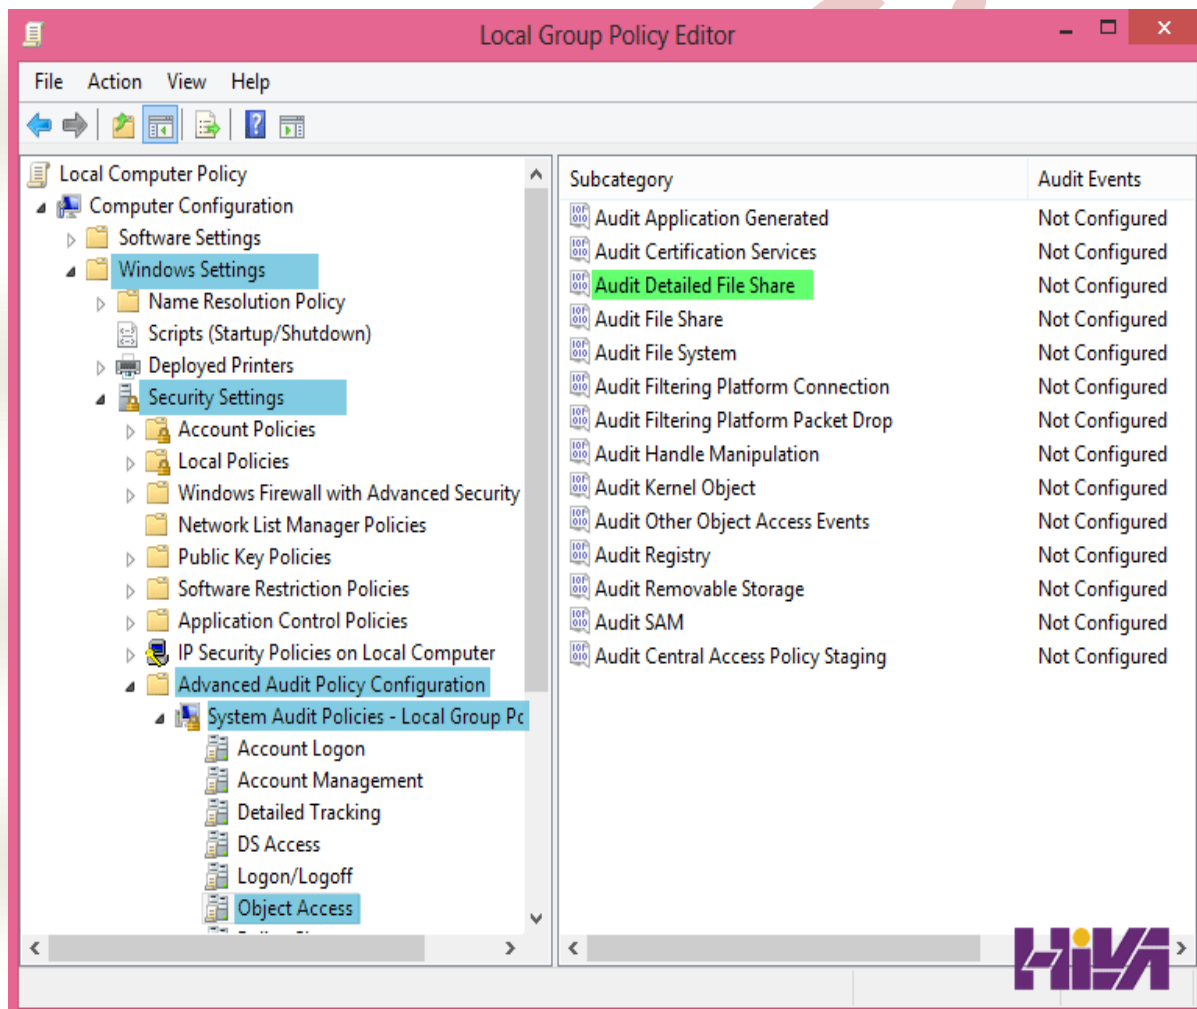 Local Group Policy Editor
File Action View Help
Local Computer Policy
Computer Configuration
Software Settings
Windows Settings
Name Resolution Policy
Scripts (Startup/Shutdown)
Deployed Printers
Security Settings
Account Policies
Local Policies
Windows Firewall with Advanced Security
Network List Manager Policies
Public Key Policies
Software Restriction Policies
Application Control Policies
IP Security Policies on Local Computer
Advanced Audit Policy Configuration
System Audit Policies - Local Group Po
Account Logon
Account Management
Detailed Tracking
DS Access
Logon/Logoff
Object Access
Subcategory Audit Events
Audit Application Generated Not Configured
Audit Certification Services Not Configured
Audit Detailed File Share Not Configured
Audit File Share Not Configured
Audit File System Not Configured
Audit Filtering Platform Connection Not Configured
Audit Filtering Platform Packet Drop Not Configured
Audit Handle Manipulation Not Configured
Audit Kernel Object Not Configured
Audit Other Object Access Events Not Configured
Audit Registry Not Configured
Audit Removable Storage Not Configured
Audit SAM Not Configured
Audit Central Access Policy Staging Not Configured
HiVA